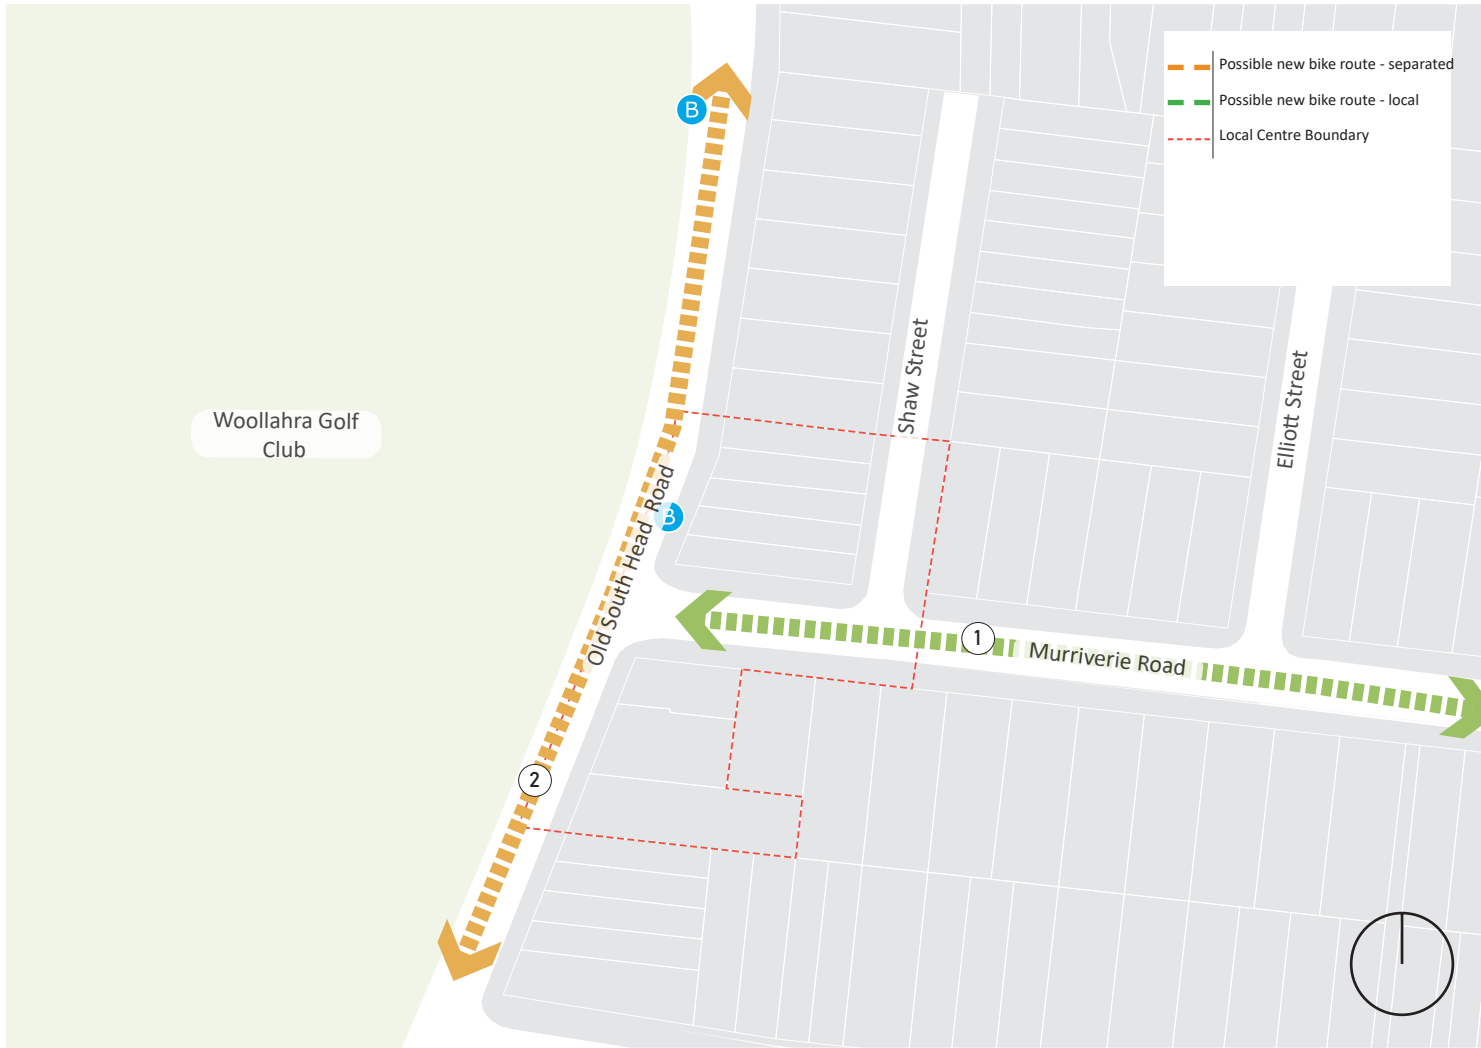 Possible new bike route - separated
Possible new bike route - local
Local Centre Boundary
B
Shaw Street
Elliott Street
Woollahra Golf
Club
Old South Head Road
B
1
Murriverie Road
2